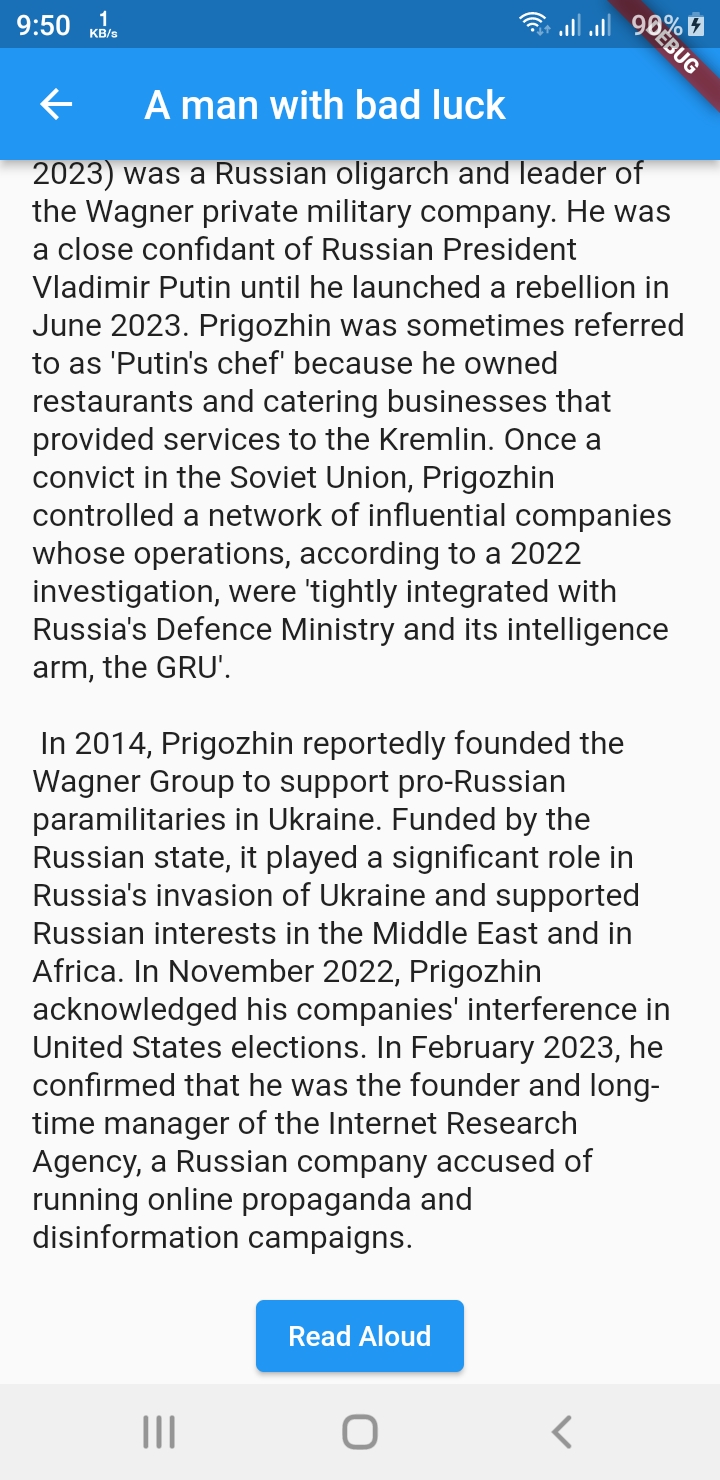 9:50 1 KB/s 90%
DEBUG
A man with bad luck
2023) was a Russian oligarch and leader of
the Wagner private military company. He was
a close confidant of Russian President
Vladimir Putin until he launched a rebellion in
June 2023. Prigozhin was sometimes referred
to as 'Putin's chef' because he owned
restaurants and catering businesses that
provided services to the Kremlin. Once a
convict in the Soviet Union, Prigozhin
controlled a network of influential companies
whose operations, according to a 2022
investigation, were 'tightly integrated with
Russia's Defence Ministry and its intelligence
arm, the GRU'.
In 2014, Prigozhin reportedly founded the
Wagner Group to support pro-Russian
paramilitaries in Ukraine. Funded by the
Russian state, it played a significant role in
Russia's invasion of Ukraine and supported
Russian interests in the Middle East and in
Africa. In November 2022, Prigozhin
acknowledged his companies' interference in
United States elections. In February 2023, he
confirmed that he was the founder and long-
time manager of the Internet Research
Agency, a Russian company accused of
running online propaganda and
disinformation campaigns.
Read Aloud